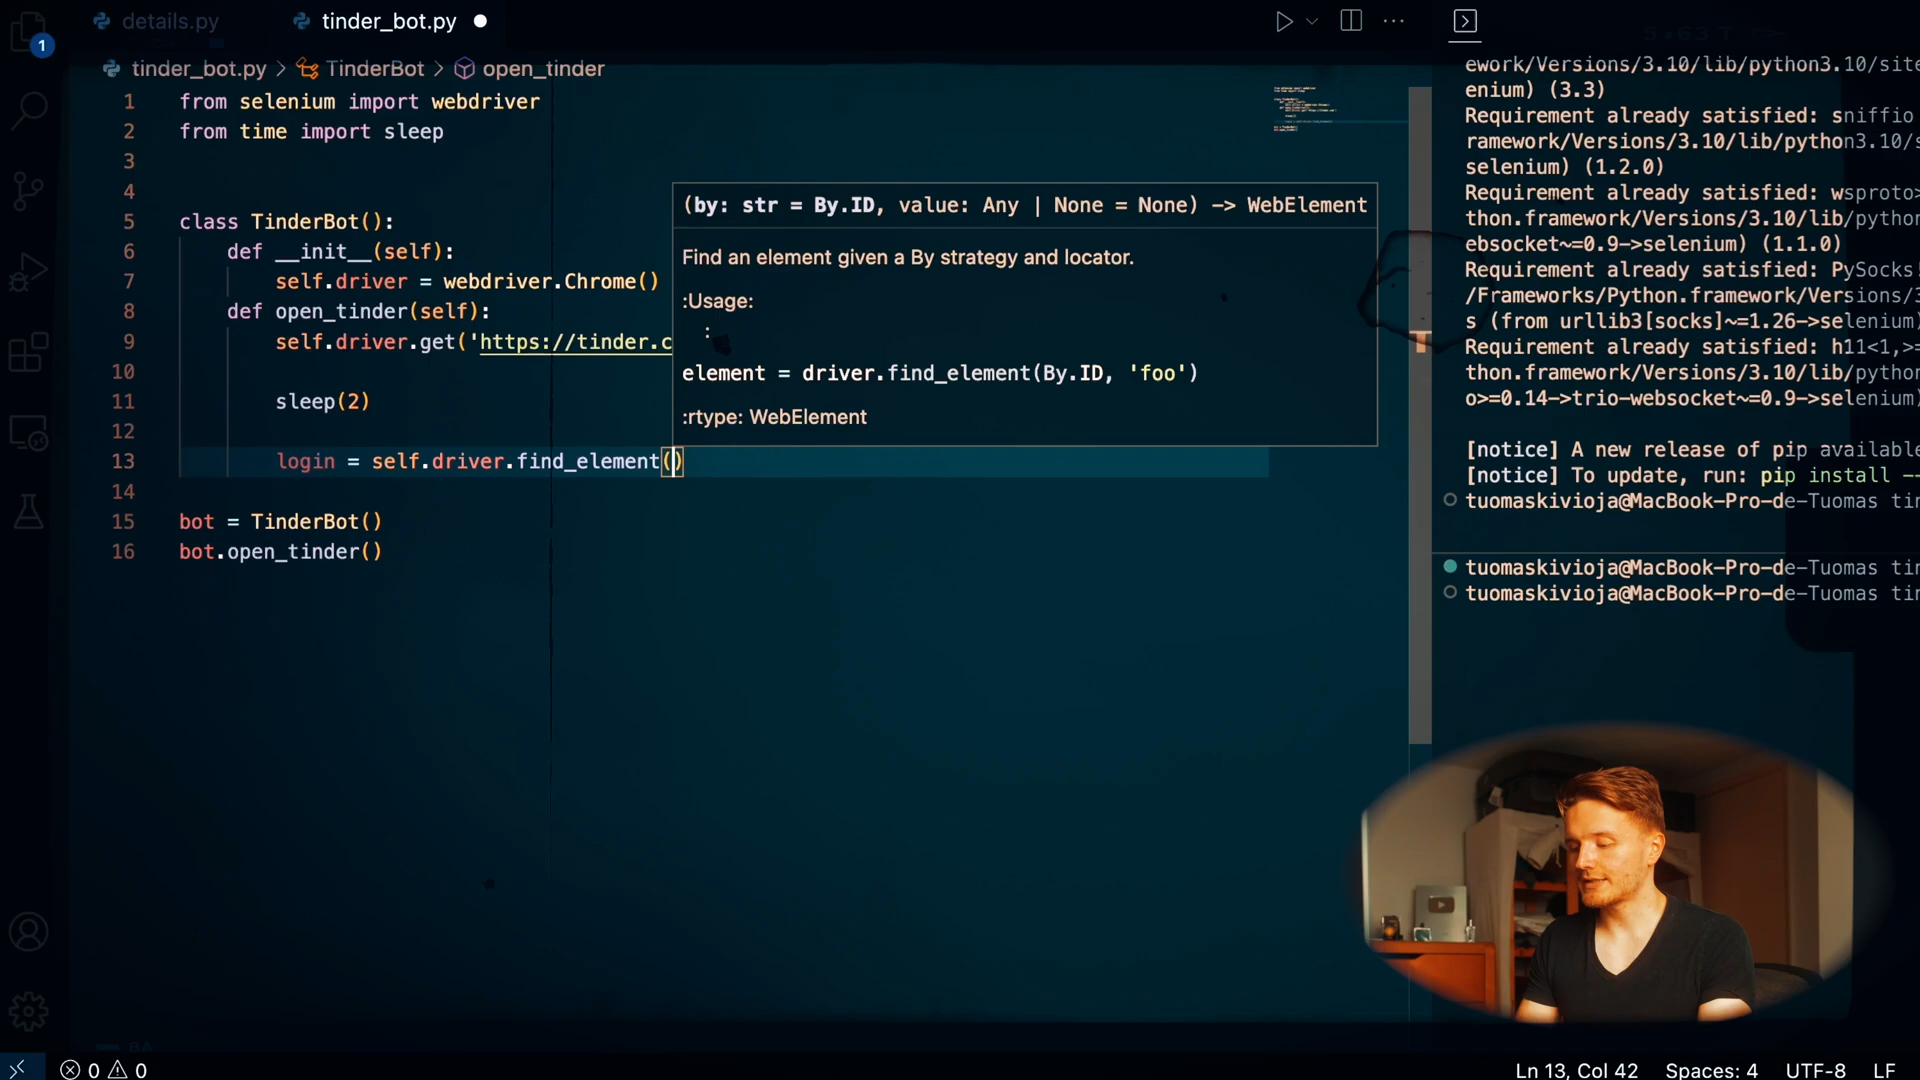 details.py
tinder_bot.py
1
tinder_bot.py > TinderBot > open_tinder
1 from selenium import webdriver
2 from time import sleep
3
4
5 class TinderBot():
6 def __init__(self):
7 self.driver = webdriver.Chrome()
8 def open_tinder(self):
9 self.driver.get('https://tinder.c
10
11 sleep(2)
12
13 login = self.driver.find_element()
14
15 bot = TinderBot()
16 bot.open_tinder()
(by: str = By.ID, value: Any | None = None) -> WebElement
Find an element given a By strategy and locator.
:Usage:
:
element = driver.find_element(By.ID, 'foo')
:rtype: WebElement
ework/Versions/3.10/lib/python3.10/site
enium) (3.3)
Requirement already satisfied: sniffio
ramework/Versions/3.10/lib/python3.10/s
selenium) (1.2.0)
Requirement already satisfied: wsproto>
thon.framework/Versions/3.10/lib/python
ebsocket~=0.9->selenium) (1.1.0)
Requirement already satisfied: PySocks!
/Frameworks/Python.framework/Versions/3
s (from urllib3[socks]~=1.26->selenium)
Requirement already satisfied: h11<1,>=
thon.framework/Versions/3.10/lib/python
o>=0.14->trio-websocket~=0.9->selenium)
[notice] A new release of pip available
[notice] To update, run: pip install --
tuomaskivioja@MacBook-Pro-de-Tuomas tin
tuomaskivioja@MacBook-Pro-de-Tuomas tin
tuomaskivioja@MacBook-Pro-de-Tuomas tin
0 0
Ln 13, Col 42 Spaces: 4 UTF-8 LF